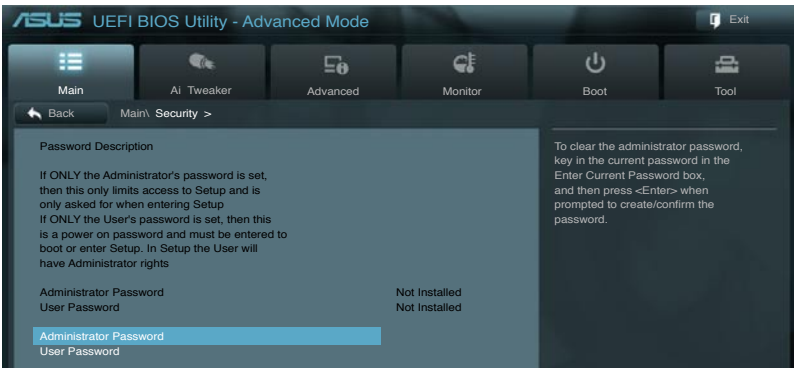 ASUS UEFI BIOS Utility - Advanced Mode
Exit
Main Ai Tweaker Advanced Monitor Boot Tool
Back Main\ Security >
Password Description
If ONLY the Administrator's password is set,
then this only limits access to Setup and is
only asked for when entering Setup
If ONLY the User's password is set, then this
is a power on password and must be entered to
boot or enter Setup. In Setup the User will
have Administrator rights
Administrator Password Not Installed
User Password Not Installed
Administrator Password
User Password
To clear the administrator password,
key in the current password in the
Enter Current Password box,
and then press <Enter> when
prompted to create/confirm the
password.